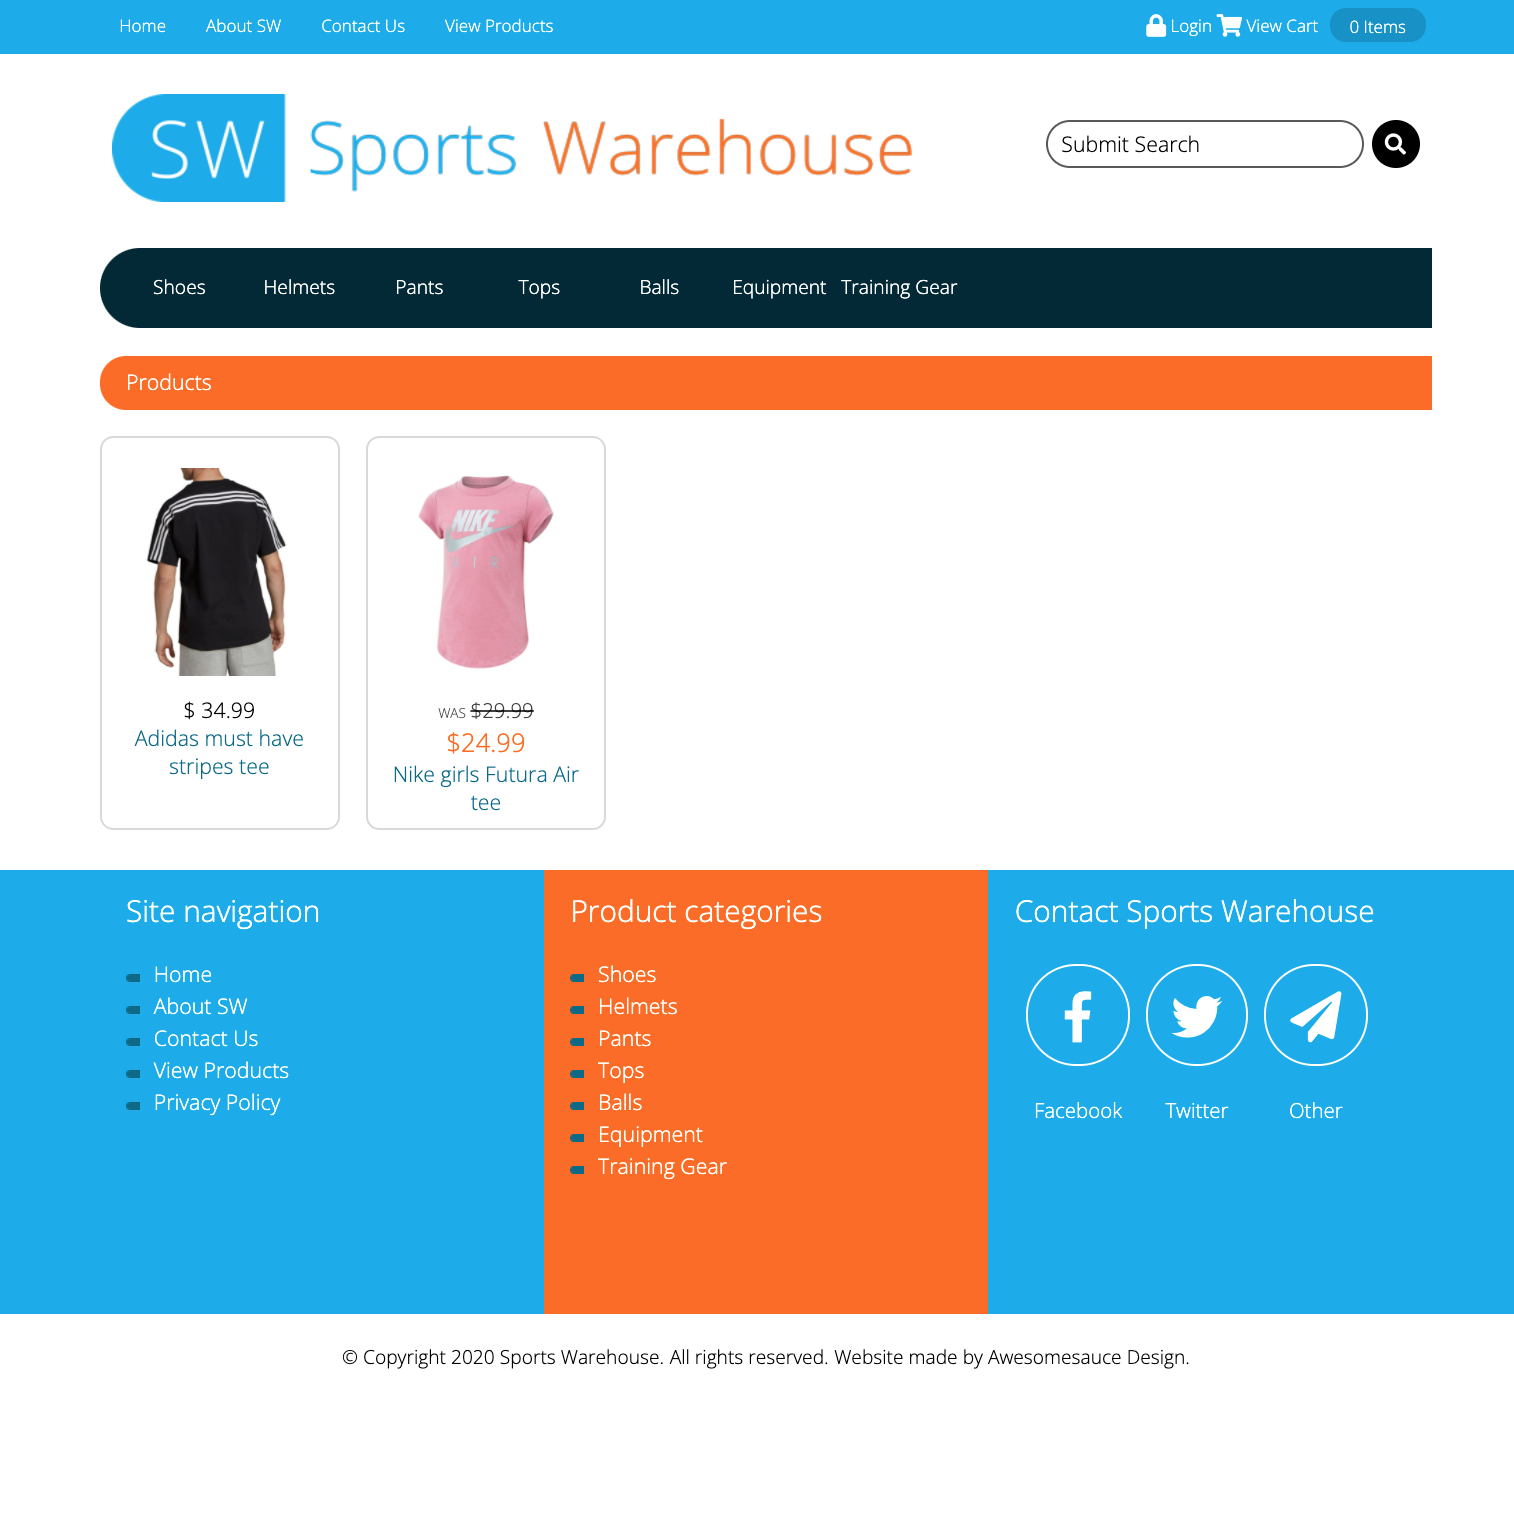 Home About SW Contact Us View Products Login View Cart 0 Items
SW Sports Warehouse
Submit Search
Shoes Helmets Pants Tops Balls Equipment Training Gear
Products
$ 34.99
Adidas must have
stripes tee
NIKE
AIR
WAS $29.99
$24.99
Nike girls Futura Air
tee
Site navigation
Home
About SW
Contact Us
View Products
Privacy Policy
Product categories
Shoes
Helmets
Pants
Tops
Balls
Equipment
Training Gear
Contact Sports Warehouse
Facebook Twitter Other
© Copyright 2020 Sports Warehouse. All rights reserved. Website made by Awesomesauce Design.